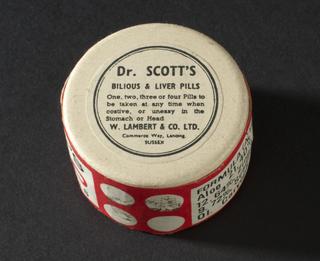 Dr. SCOTT'S
BILIOUS & LIVER PILLS
One, two, three or four Pills to
be taken at any time when
costive, or uneasy in the
Stomach or Head
W. LAMBERT & CO. LTD.
Commerce Way, Lancing,
SUSSEX
FORMULA